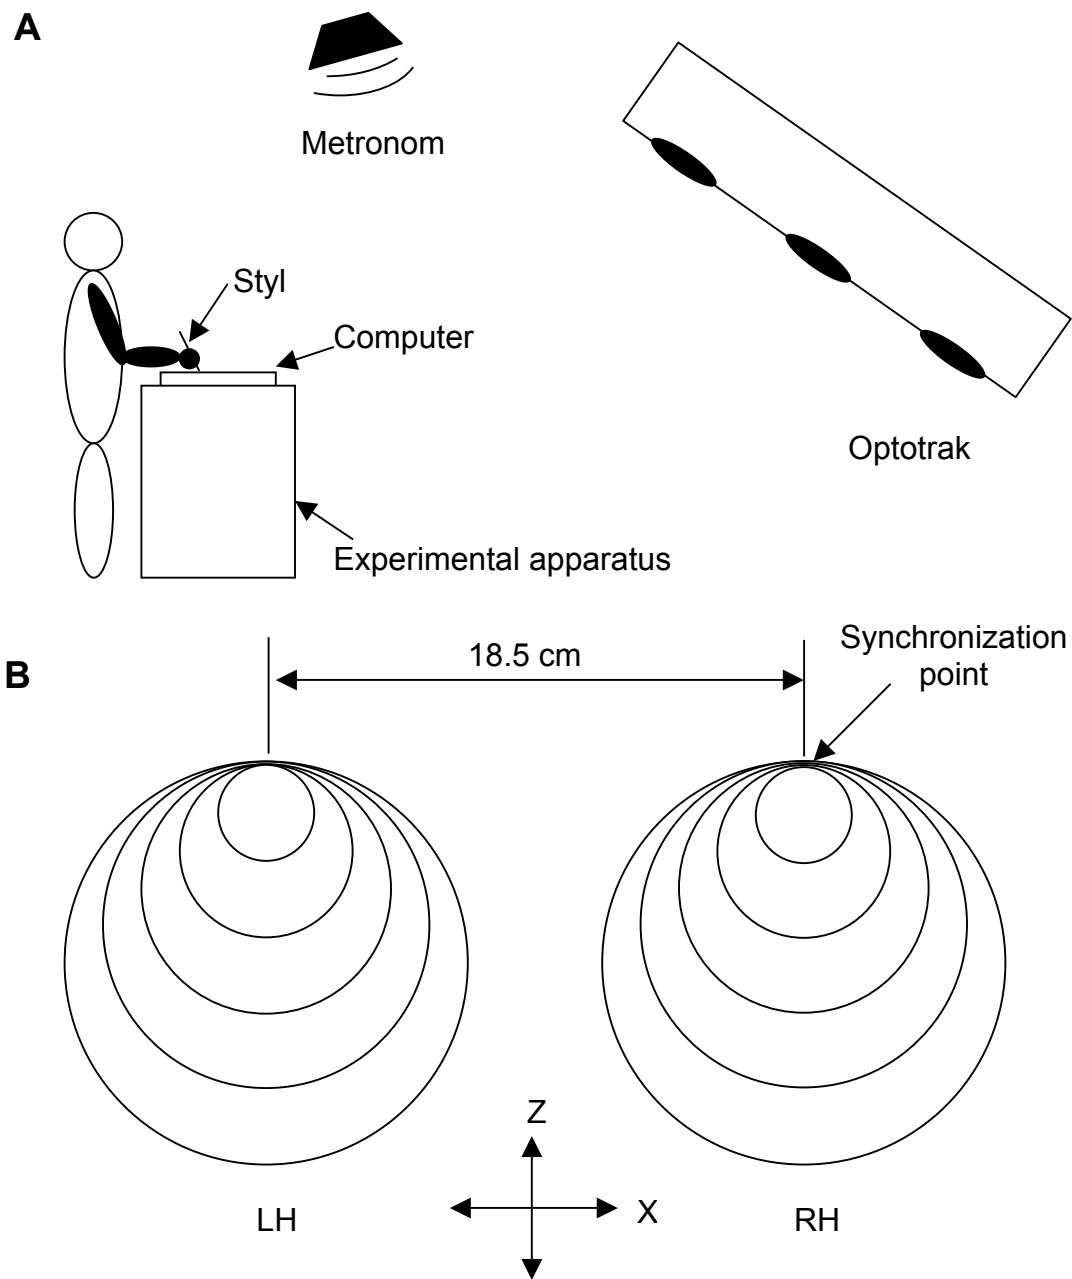 A
Metronom
Styl
Computer
Optotrak
Experimental apparatus
B
18.5 cm
Synchronization
point
Z
X
LH
RH